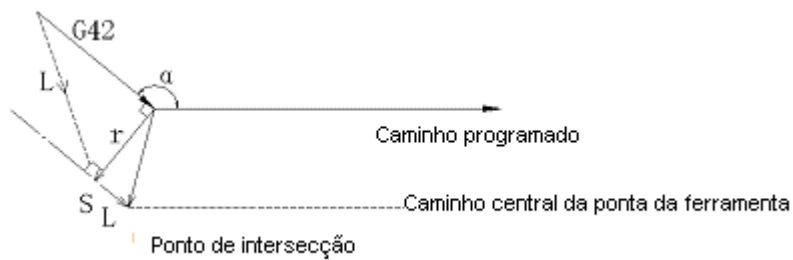 G42
α
L
r
Caminho programado
S
L
Caminho central da ponta da ferramenta
Ponto de intersecção